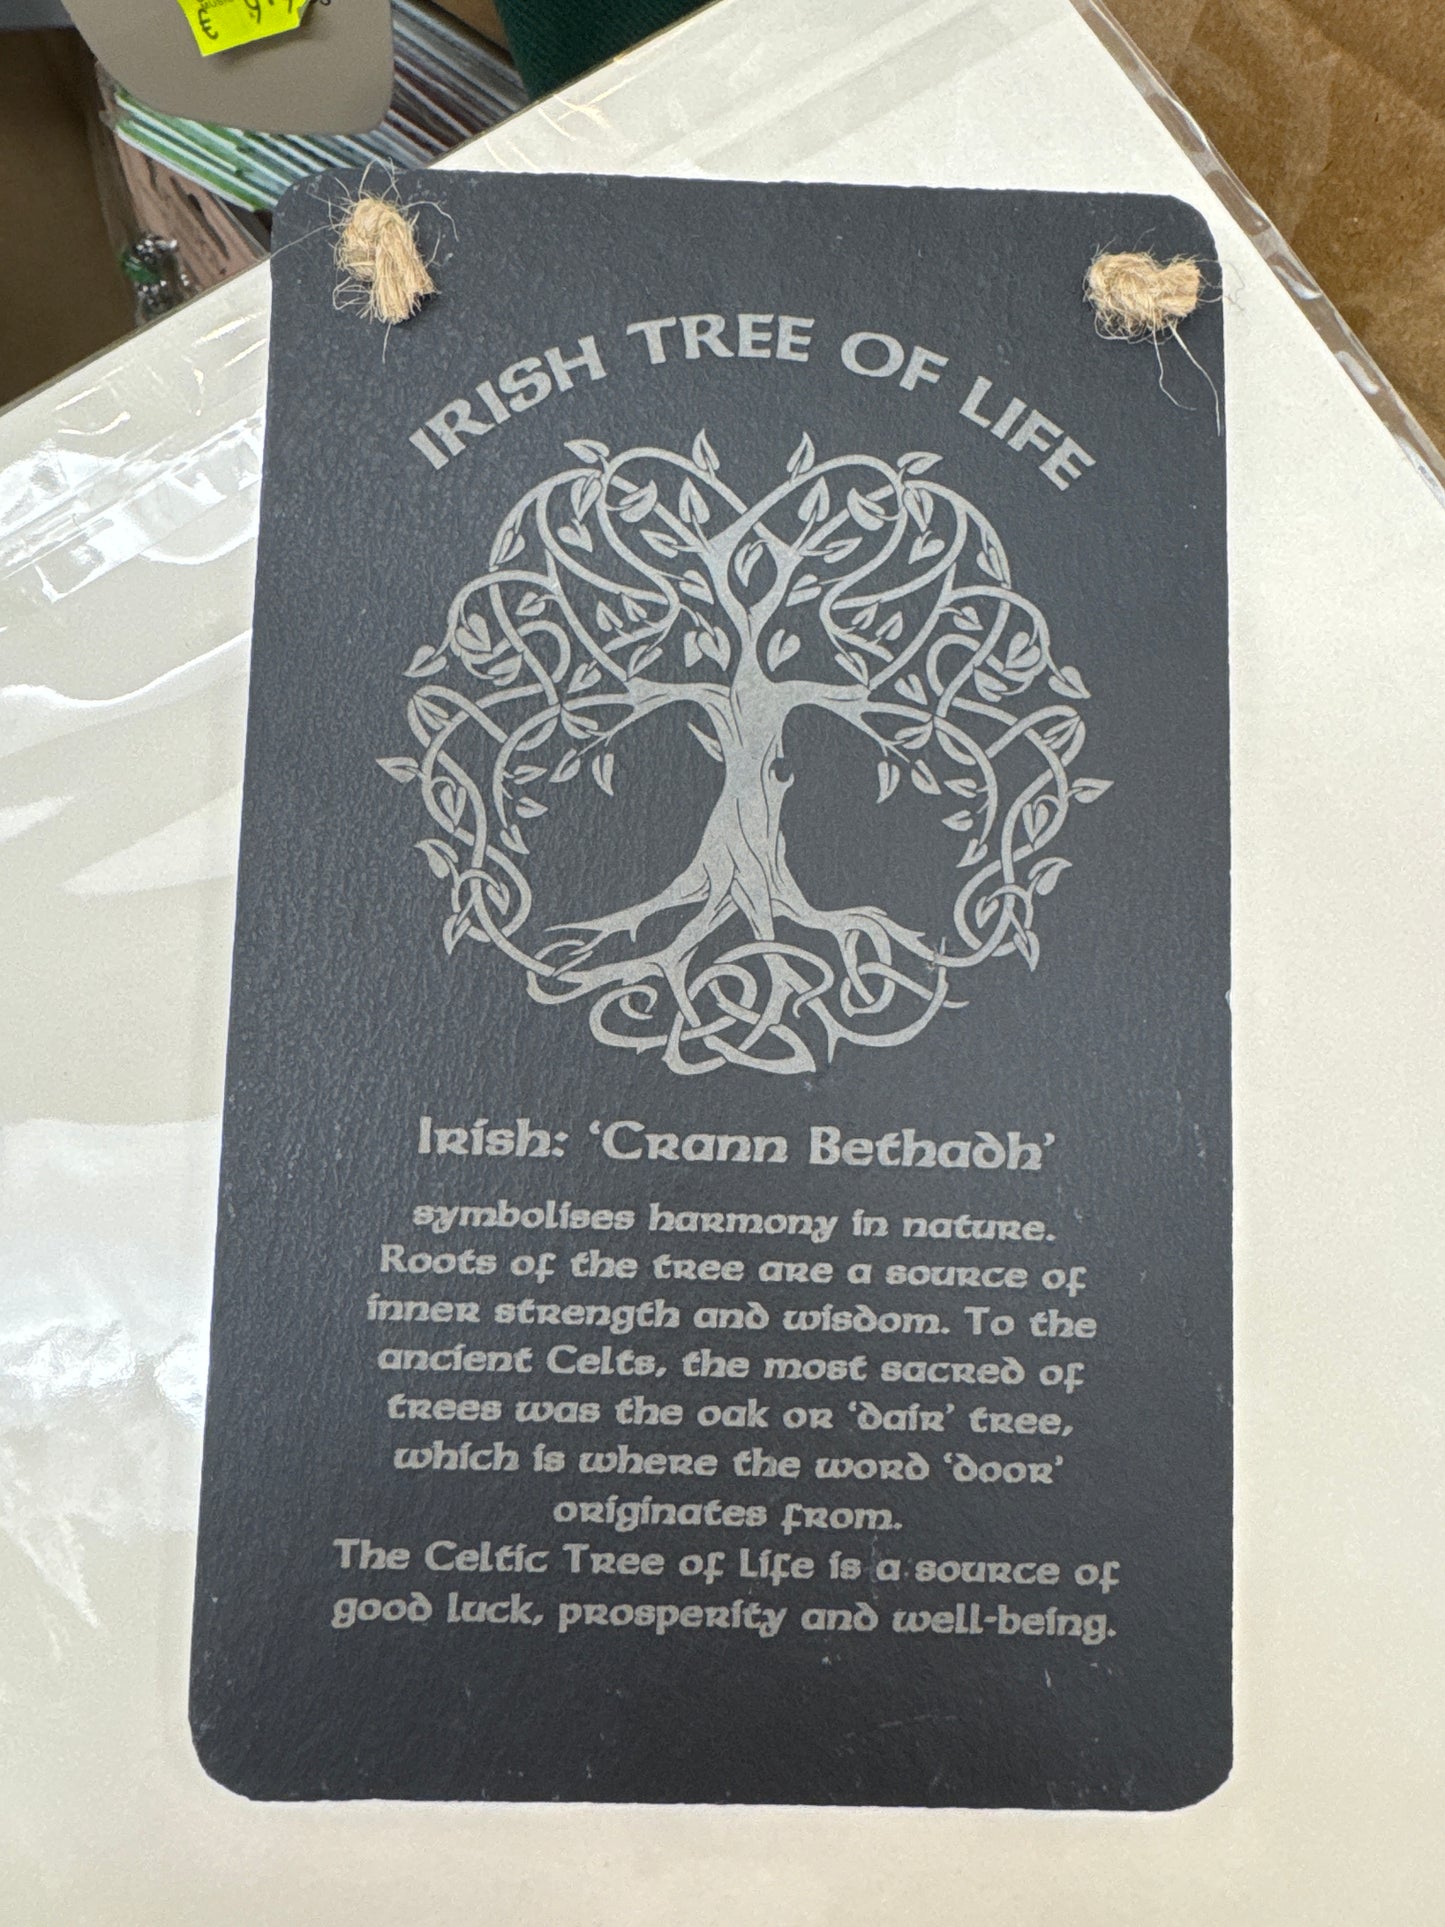 IRISH TREE OF LIFE
Irish: ‘Crann Bethadh’
symbolises harmony in nature.
Roots of the tree are a source of
inner strength and wisdom. To the
ancient Celts, the most sacred of
trees was the oak or ‘dair’ tree,
which is where the word ‘door’
originates from.
The Celtic Tree of Life is a source of
good luck, prosperity and well-being.